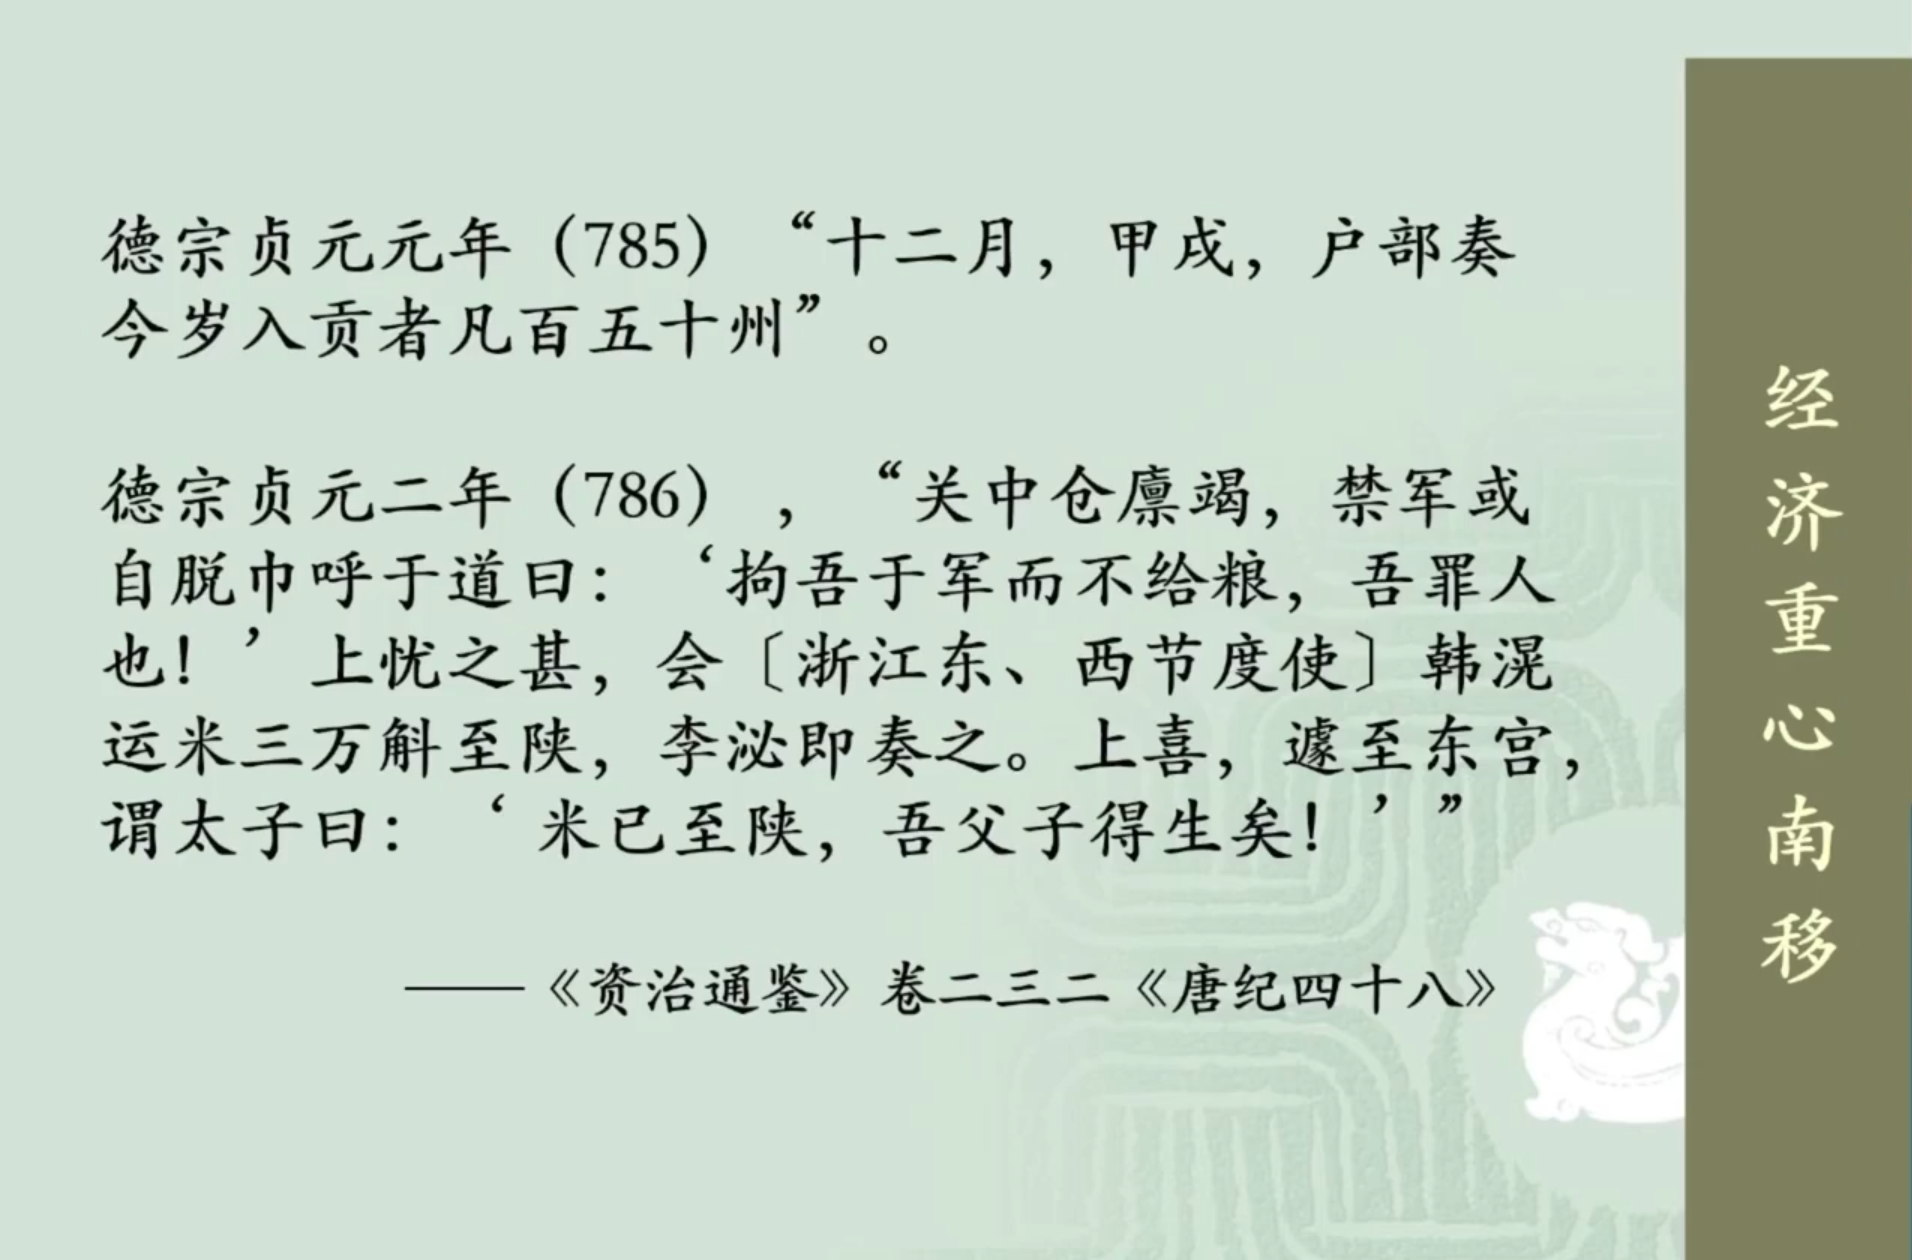 德宗贞元元年（785）“十二月，甲戌，户部奏
今岁入贡者凡百五十州”。
德宗贞元二年（786），“关中仓廪竭，禁军或
自脱巾呼于道曰：‘拘吾于军而不给粮，吾罪人
也！’上忧之甚，会〔浙江东、西节度使〕韩滉
运米三万斛至陕，李泌即奏之。上喜，遽至东宫，
谓太子曰：‘米已至陕，吾父子得生矣！’”
——《资治通鉴》卷二三二《唐纪四十八》
经济重心南移